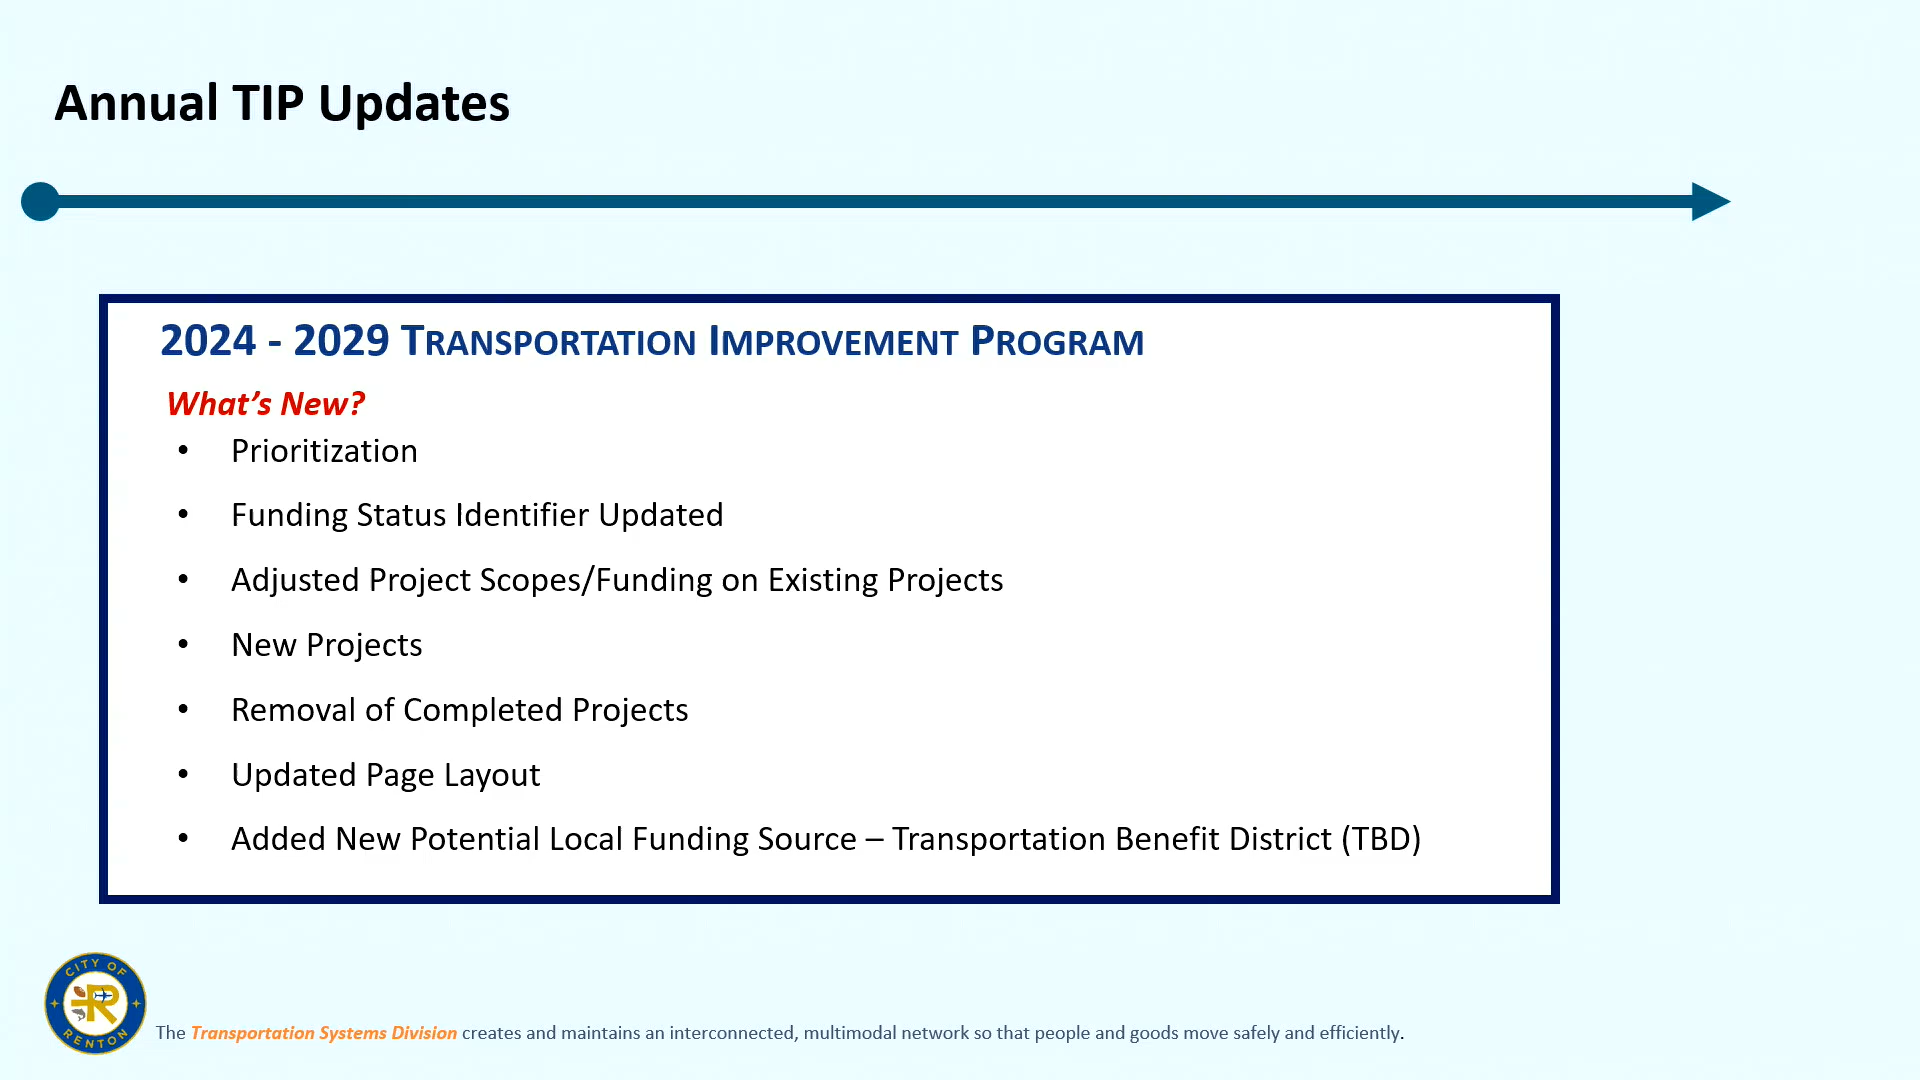 Annual TIP Updates
2024 - 2029 TRANSPORTATION IMPROVEMENT PROGRAM
What’s New?
• Prioritization
• Funding Status Identifier Updated
• Adjusted Project Scopes/Funding on Existing Projects
• New Projects
• Removal of Completed Projects
• Updated Page Layout
• Added New Potential Local Funding Source – Transportation Benefit District (TBD)
CITY OF
R
RENTON
The Transportation Systems Division creates and maintains an interconnected, multimodal network so that people and goods move safely and efficiently.